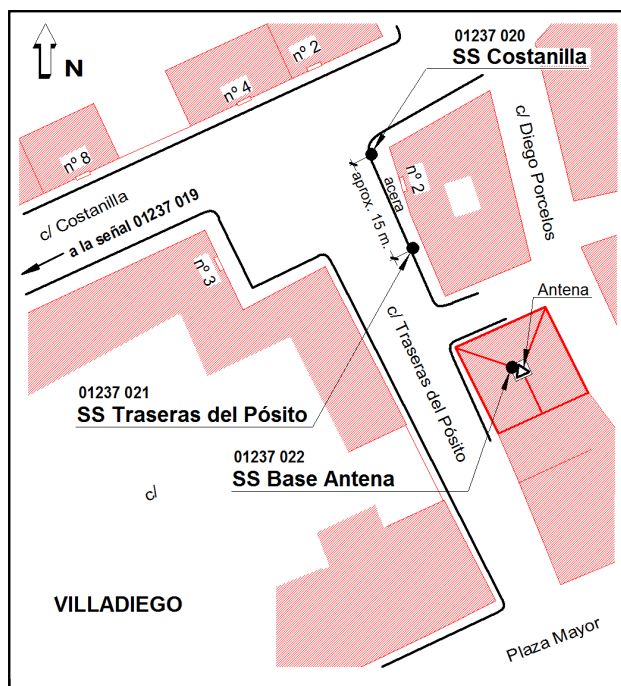 01237 020
SS Costanilla
N
nº 2
nº 4
nº 8
c/ Costanilla
a la señal 01237 019
nº 3
acera
nº 2
aprox. 15 m.
c/ Diego Porcelos
Antena
c/ Traseras del Pósito
01237 021
SS Traseras del Pósito
01237 022
SS Base Antena
c/
VILLADIEGO
Plaza Mayor